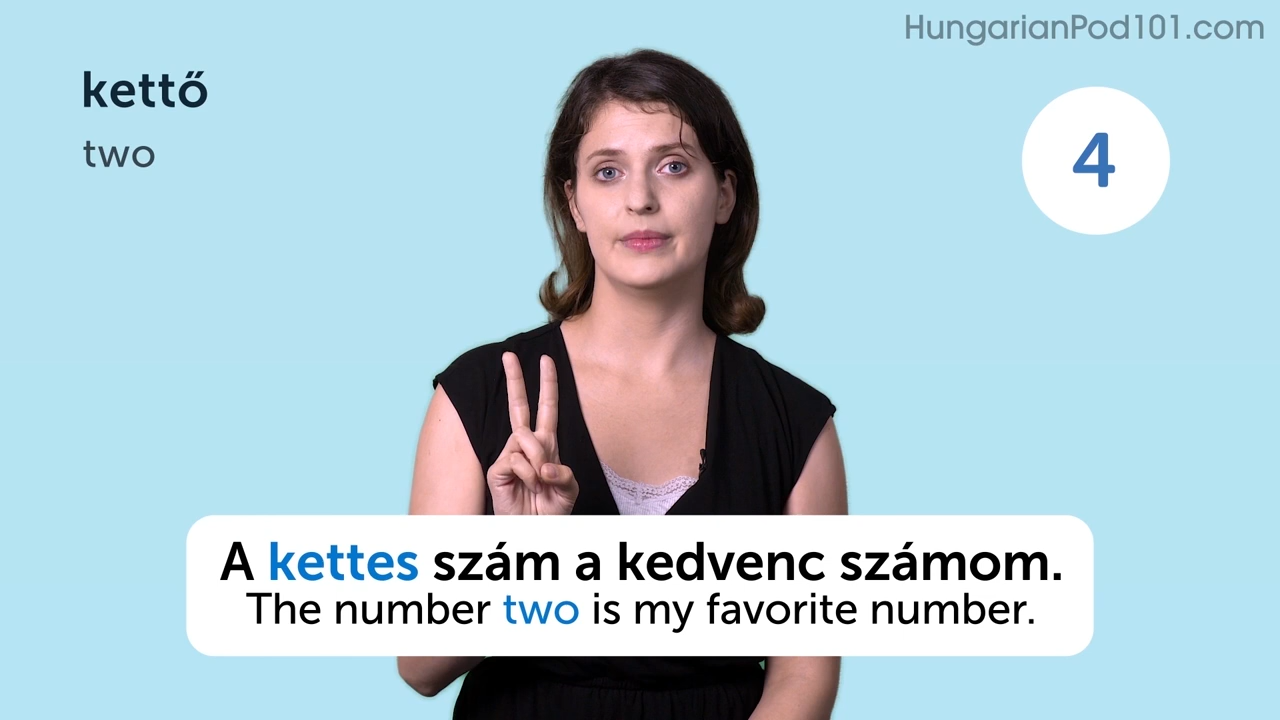 HungarianPod101.com
kettő
two
4
A kettes szám a kedvenc számom.
The number two is my favorite number.